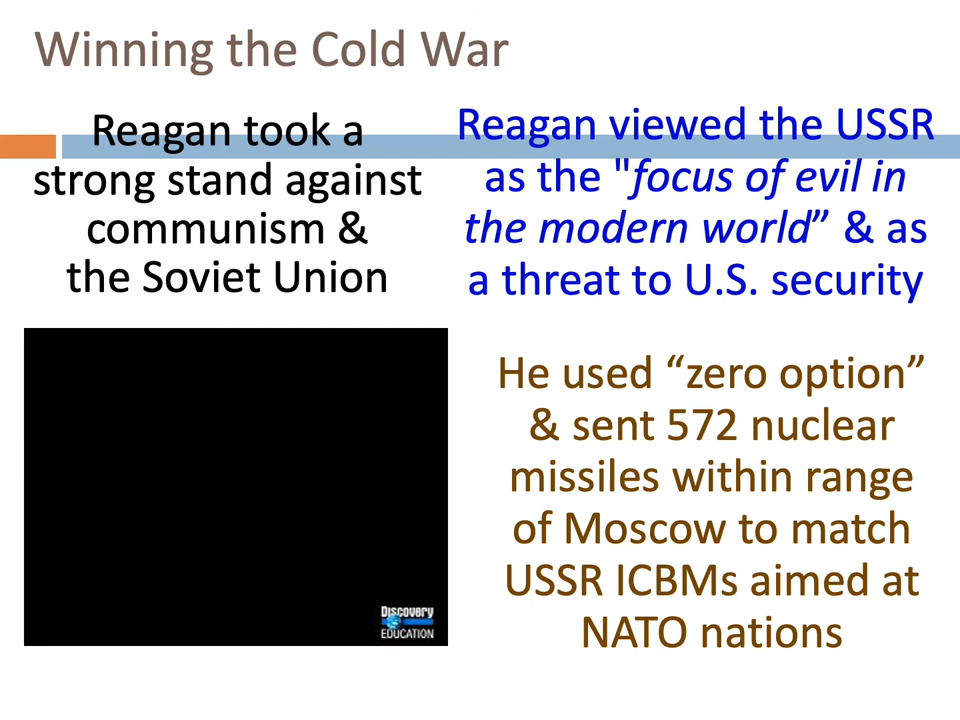 Winning the Cold War
Reagan took a
strong stand against
communism &
the Soviet Union
Reagan viewed the USSR
as the "focus of evil in
the modern world” & as
a threat to U.S. security
He used “zero option”
& sent 572 nuclear
missiles within range
of Moscow to match
USSR ICBMs aimed at
NATO nations
Discovery
EDUCATION